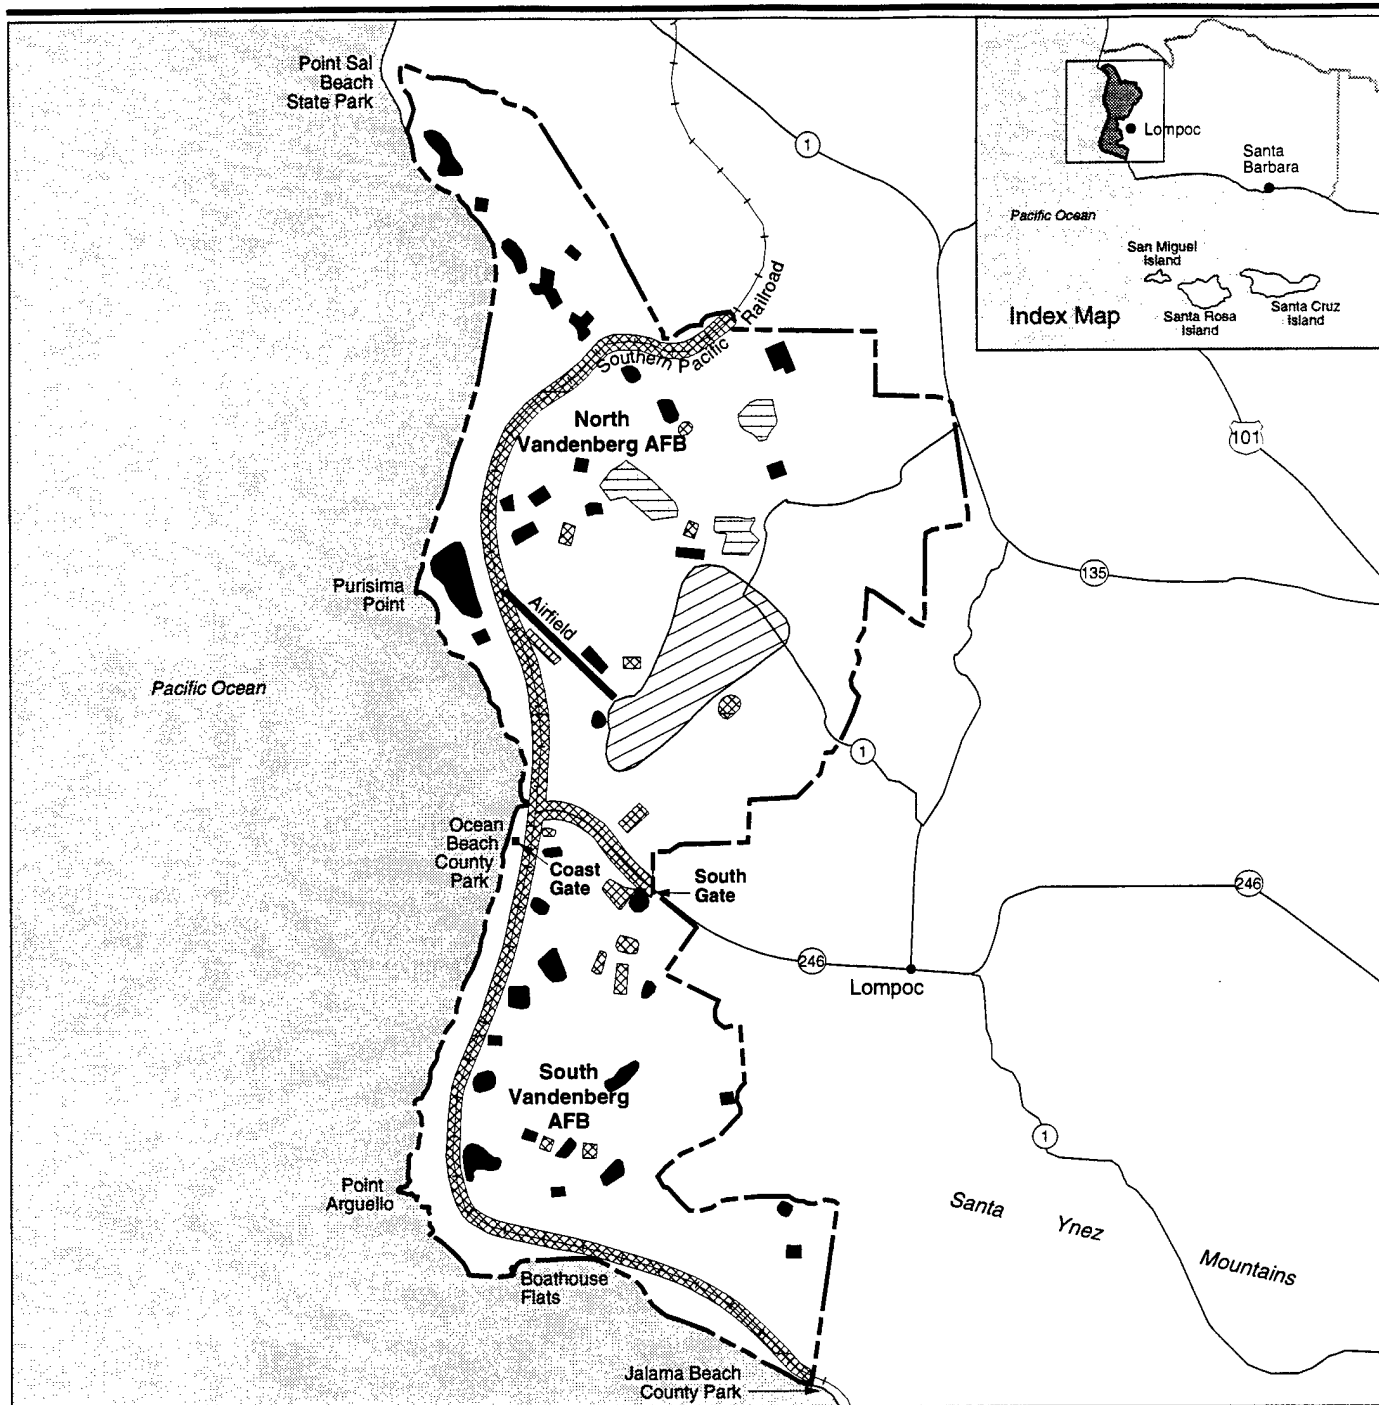 Point Sal
Beach
State Park
1
Lompoc
Santa
Barbara
Pacific Ocean
San Miguel
Island
Santa Rosa
Island
Santa Cruz
Island
Index Map
Southern Pacific Railroad
North
Vandenberg AFB
101
135
Purisima
Point
Airfield
Pacific Ocean
1
Ocean
Beach
County
Park
Coast
Gate
South
Gate
246
246
Lompoc
South
Vandenberg
AFB
1
Point
Arguello
Santa Ynez Mountains
Boathouse
Flats
Jalama Beach
County Park